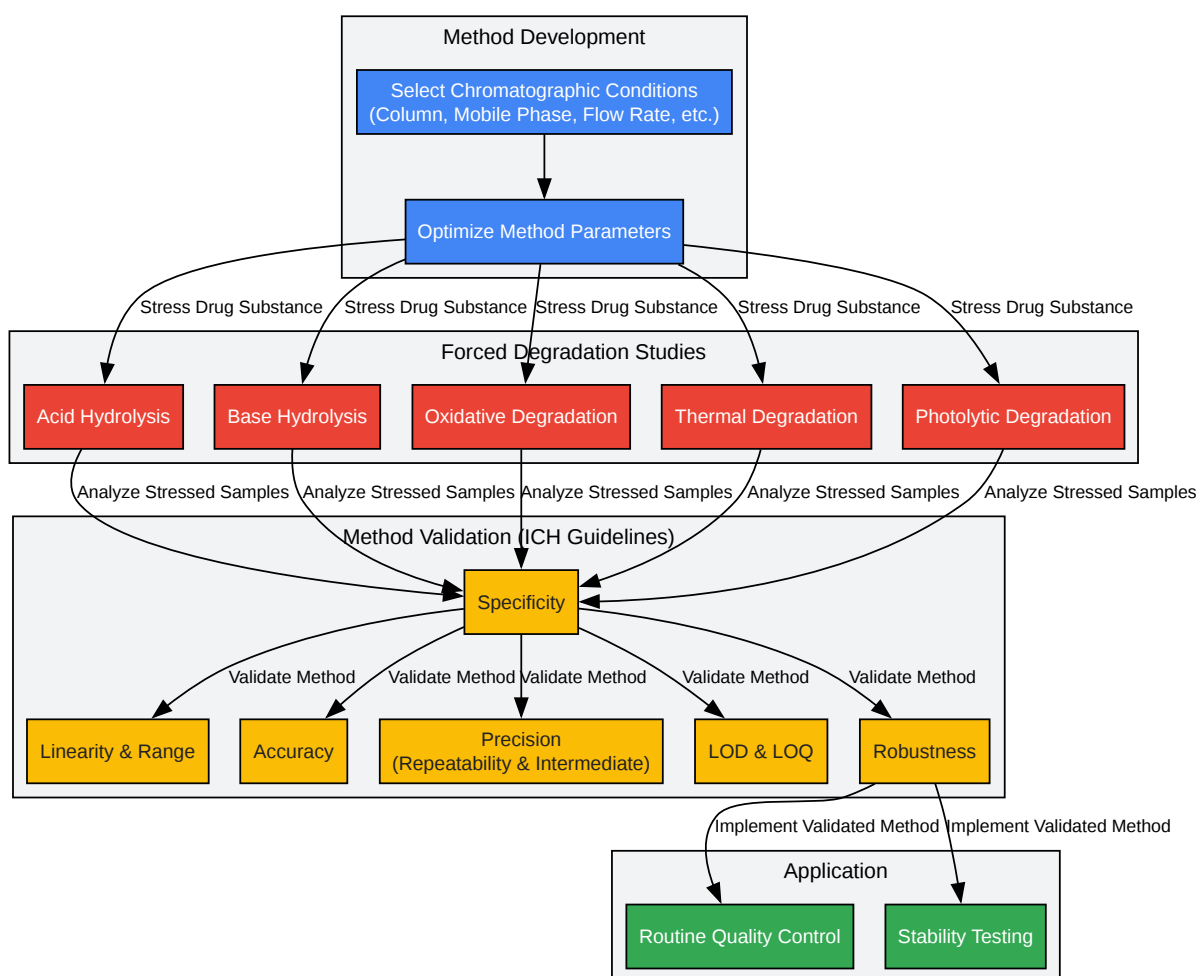 Method Development
Select Chromatographic Conditions
(Column, Mobile Phase, Flow Rate, etc.)
Optimize Method Parameters
Stress Drug Substance
Stress Drug Substance
Stress Drug Substance
Stress Drug Substance
Stress Drug Substance
Forced Degradation Studies
Acid Hydrolysis
Base Hydrolysis
Oxidative Degradation
Thermal Degradation
Photolytic Degradation
Analyze Stressed Samples
Analyze Stressed Samples
Analyze Stressed Samples
Analyze Stressed Samples
Analyze Stressed Samples
Method Validation (ICH Guidelines)
Specificity
Validate Method
Validate Method
Validate Method
Validate Method
Validate Method
Linearity & Range
Accuracy
Precision
(Repeatability & Intermediate)
LOD & LOQ
Robustness
Implement Validated Method
Implement Validated Method
Application
Routine Quality Control
Stability Testing